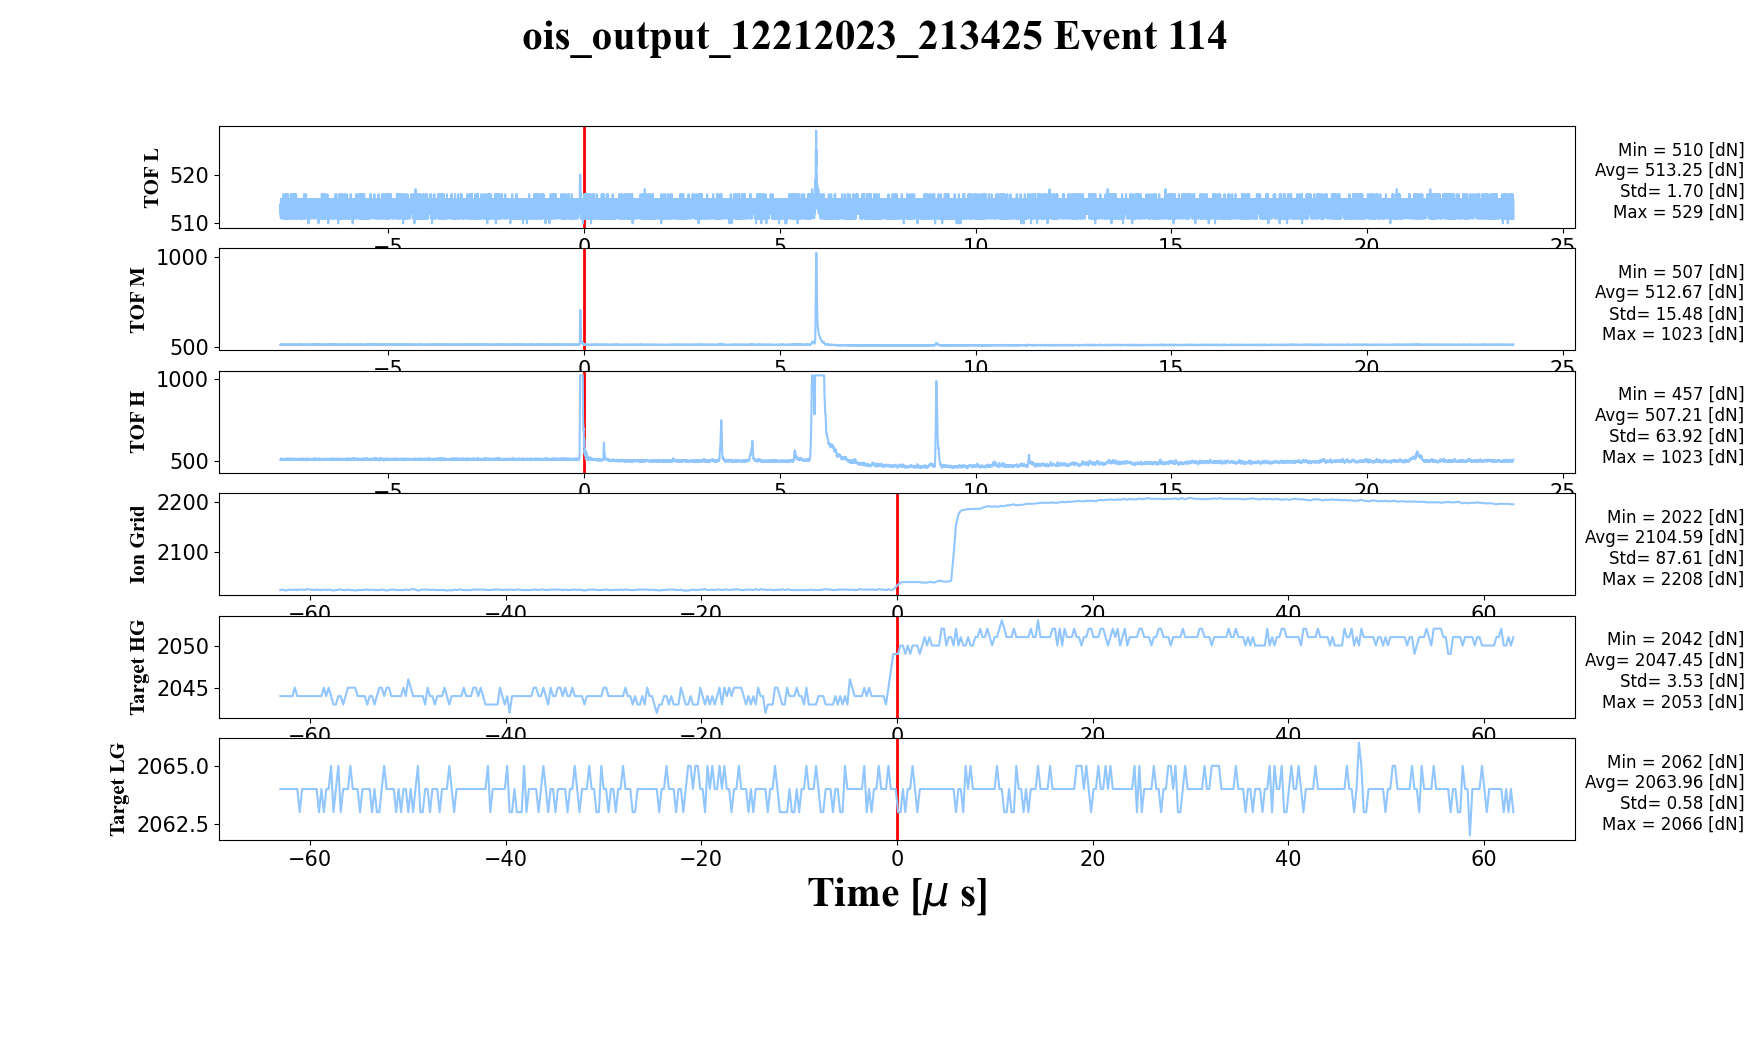 ois_output_12212023_213425 Event 114
TOF L
520
510
−5 0 5 10 15 20 25
Min = 510 [dN]
Avg= 513.25 [dN]
Std= 1.70 [dN]
Max = 529 [dN]
TOF M
1000
500
−5 0 5 10 15 20 25
Min = 507 [dN]
Avg= 512.67 [dN]
Std= 15.48 [dN]
Max = 1023 [dN]
TOF H
1000
500
−5 0 5 10 15 20 25
Min = 457 [dN]
Avg= 507.21 [dN]
Std= 63.92 [dN]
Max = 1023 [dN]
Ion Grid
2200
2100
−60 −40 −20 0 20 40 60
Min = 2022 [dN]
Avg= 2104.59 [dN]
Std= 87.61 [dN]
Max = 2208 [dN]
Target HG
2050
2045
−60 −40 −20 0 20 40 60
Min = 2042 [dN]
Avg= 2047.45 [dN]
Std= 3.53 [dN]
Max = 2053 [dN]
Target LG
2065.0
2062.5
−60 −40 −20 0 20 40 60
Min = 2062 [dN]
Avg= 2063.96 [dN]
Std= 0.58 [dN]
Max = 2066 [dN]
Time [μ s]